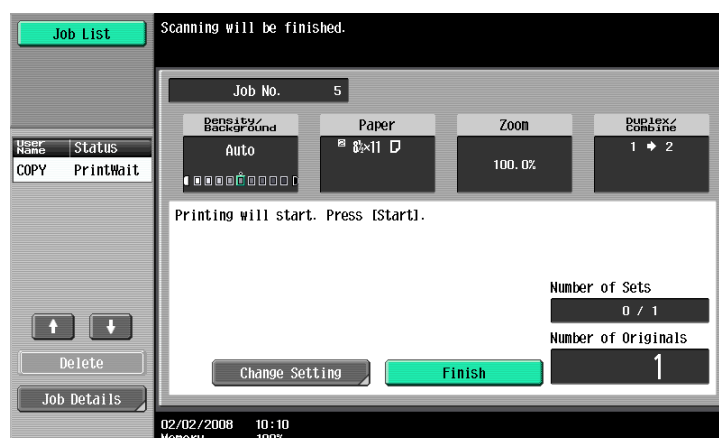 Job List
Scanning will be finished.
Job No. 5
Density/
Background
Paper
Zoom
Duplex/
Combine
Auto
8½×11
100.0%
1 → 2
User
Name
Status
COPY PrintWait
Printing will start. Press [Start].
Number of Sets
0 / 1
Number of Originals
1
Delete
Change Setting
Finish
Job Details
02/02/2008 10:10
Memory 100%